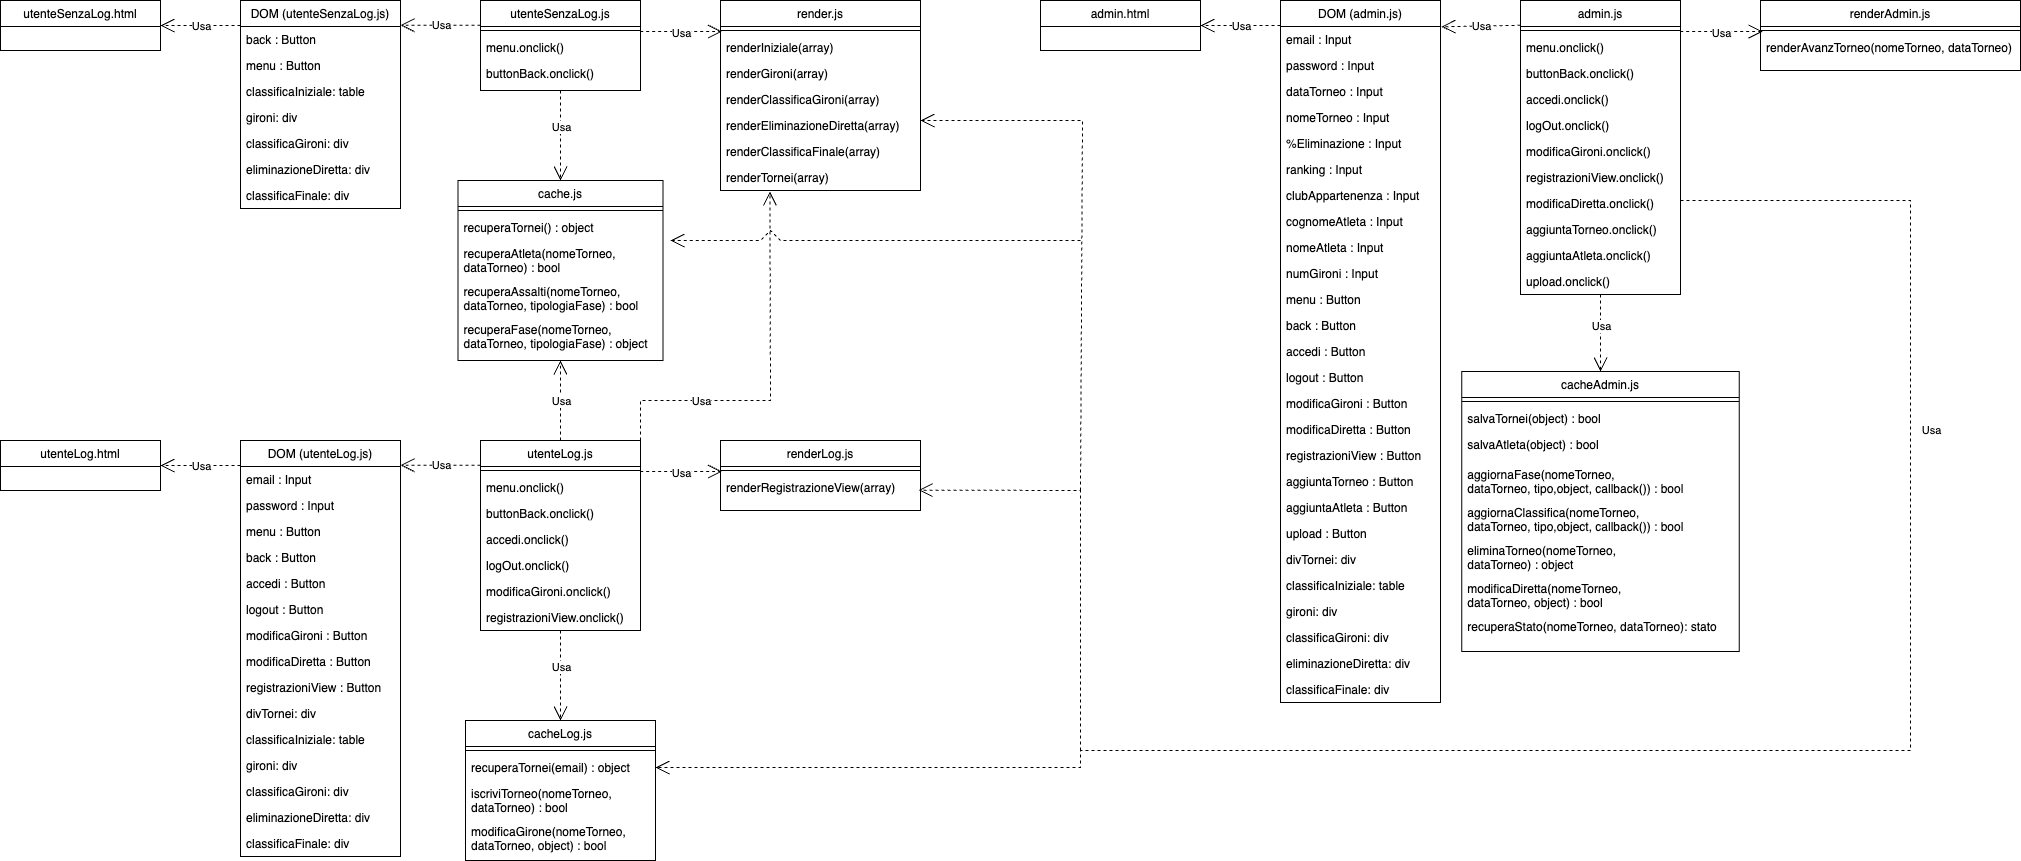 utenteSenzaLog.html
Usa
DOM (utenteSenzaLog.js)
back : Button
menu : Button
classificaIniziale: table
gironi: div
classificaGironi: div
eliminazioneDiretta: div
classificaFinale: div
Usa
utenteSenzaLog.js
menu.onclick()
buttonBack.onclick()
Usa
render.js
renderIniziale(array)
renderGironi(array)
renderClassificaGironi(array)
renderEliminazioneDiretta(array)
renderClassificaFinale(array)
renderTornei(array)
Usa
cache.js
recuperaTornei() : object
recuperaAtleta(nomeTorneo,
dataTorneo) : bool
recuperaAssalti(nomeTorneo,
dataTorneo, tipologiaFase) : bool
recuperaFase(nomeTorneo,
dataTorneo, tipologiaFase) : object
Usa
Usa
utenteLog.html
Usa
DOM (utenteLog.js)
email : Input
password : Input
menu : Button
back : Button
accedi : Button
logout : Button
modificaGironi : Button
modificaDiretta : Button
registrazioniView : Button
divTornei: div
classificaIniziale: table
gironi: div
classificaGironi: div
eliminazioneDiretta: div
classificaFinale: div
Usa
utenteLog.js
menu.onclick()
buttonBack.onclick()
accedi.onclick()
logOut.onclick()
modificaGironi.onclick()
registrazioniView.onclick()
Usa
renderLog.js
renderRegistrazioneView(array)
Usa
cacheLog.js
recuperaTornei(email) : object
iscriviTorneo(nomeTorneo,
dataTorneo) : bool
modificaGirone(nomeTorneo,
dataTorneo, object) : bool
admin.html
Usa
DOM (admin.js)
email : Input
password : Input
dataTorneo : Input
nomeTorneo : Input
%Eliminazione : Input
ranking : Input
clubAppartenenza : Input
cognomeAtleta : Input
nomeAtleta : Input
numGironi : Input
menu : Button
back : Button
accedi : Button
logout : Button
modificaGironi : Button
modificaDiretta : Button
registrazioniView : Button
aggiuntaTorneo : Button
aggiuntaAtleta : Button
upload : Button
divTornei: div
classificaIniziale: table
gironi: div
classificaGironi: div
eliminazioneDiretta: div
classificaFinale: div
Usa
admin.js
menu.onclick()
buttonBack.onclick()
accedi.onclick()
logOut.onclick()
modificaGironi.onclick()
registrazioniView.onclick()
modificaDiretta.onclick()
aggiuntaTorneo.onclick()
aggiuntaAtleta.onclick()
upload.onclick()
Usa
renderAdmin.js
renderAvanzTorneo(nomeTorneo, dataTorneo)
Usa
cacheAdmin.js
salvaTornei(object) : bool
salvaAtleta(object) : bool
aggiornaFase(nomeTorneo,
dataTorneo, tipo,object, callback()) : bool
aggiornaClassifica(nomeTorneo,
dataTorneo, tipo,object, callback()) : bool
eliminaTorneo(nomeTorneo,
dataTorneo) : object
modificaDiretta(nomeTorneo,
dataTorneo, object) : bool
recuperaStato(nomeTorneo, dataTorneo): stato
Usa